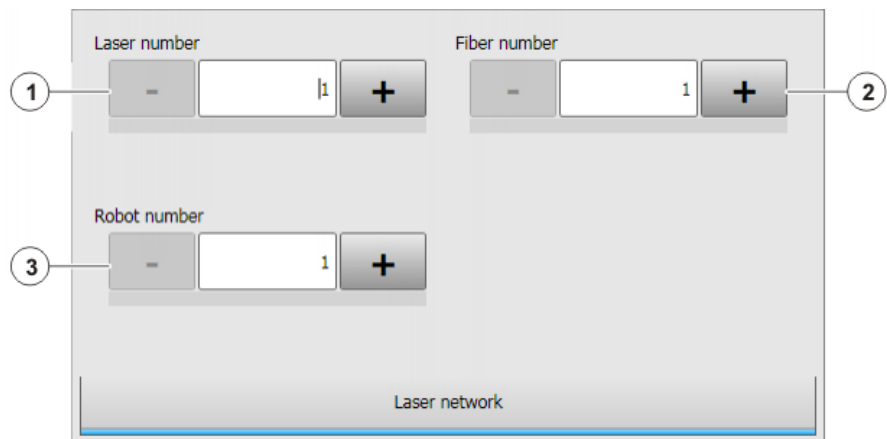 Laser number
Fiber number
1 - 1 + - 1 + 2
Robot number
3 - 1 +
Laser network